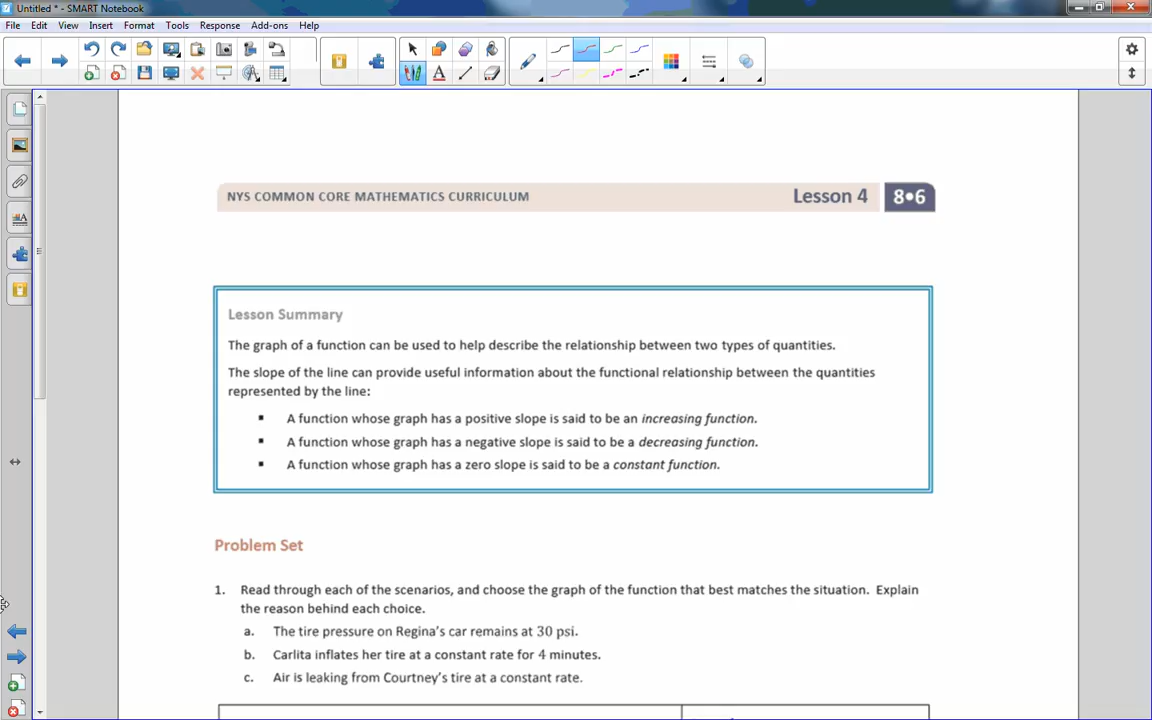 Untitled * - SMART Notebook
File Edit View Insert Format Tools Response Add-ons Help
NYS COMMON CORE MATHEMATICS CURRICULUM Lesson 4 8•6
Lesson Summary
The graph of a function can be used to help describe the relationship between two types of quantities.
The slope of the line can provide useful information about the functional relationship between the quantities
represented by the line:
▪ A function whose graph has a positive slope is said to be an increasing function.
▪ A function whose graph has a negative slope is said to be a decreasing function.
▪ A function whose graph has a zero slope is said to be a constant function.
Problem Set
1. Read through each of the scenarios, and choose the graph of the function that best matches the situation. Explain
the reason behind each choice.
a. The tire pressure on Regina's car remains at 30 psi.
b. Carlita inflates her tire at a constant rate for 4 minutes.
c. Air is leaking from Courtney's tire at a constant rate.